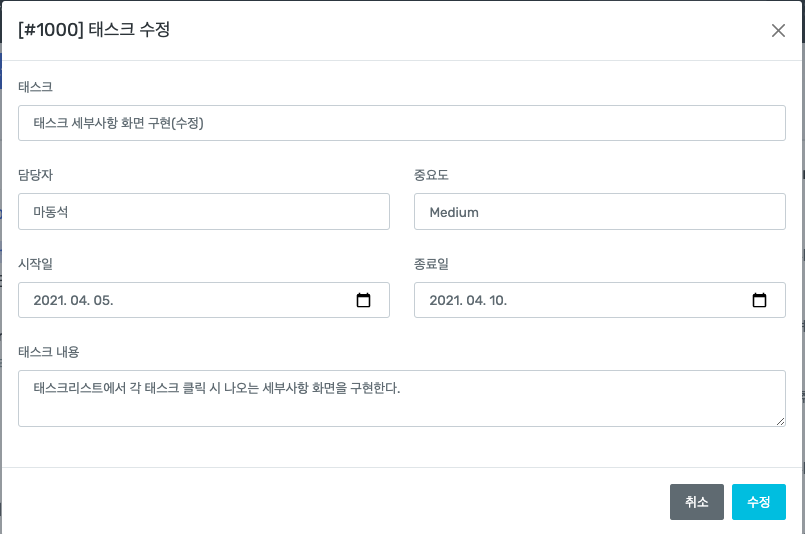 [#1000] 태스크 수정
태스크
태스크 세부사항 화면 구현(수정)
담당자
중요도
마동석
Medium
시작일
종료일
2021. 04. 05.
2021. 04. 10.
태스크 내용
태스크리스트에서 각 태스크 클릭 시 나오는 세부사항 화면을 구현한다.
취소
수정